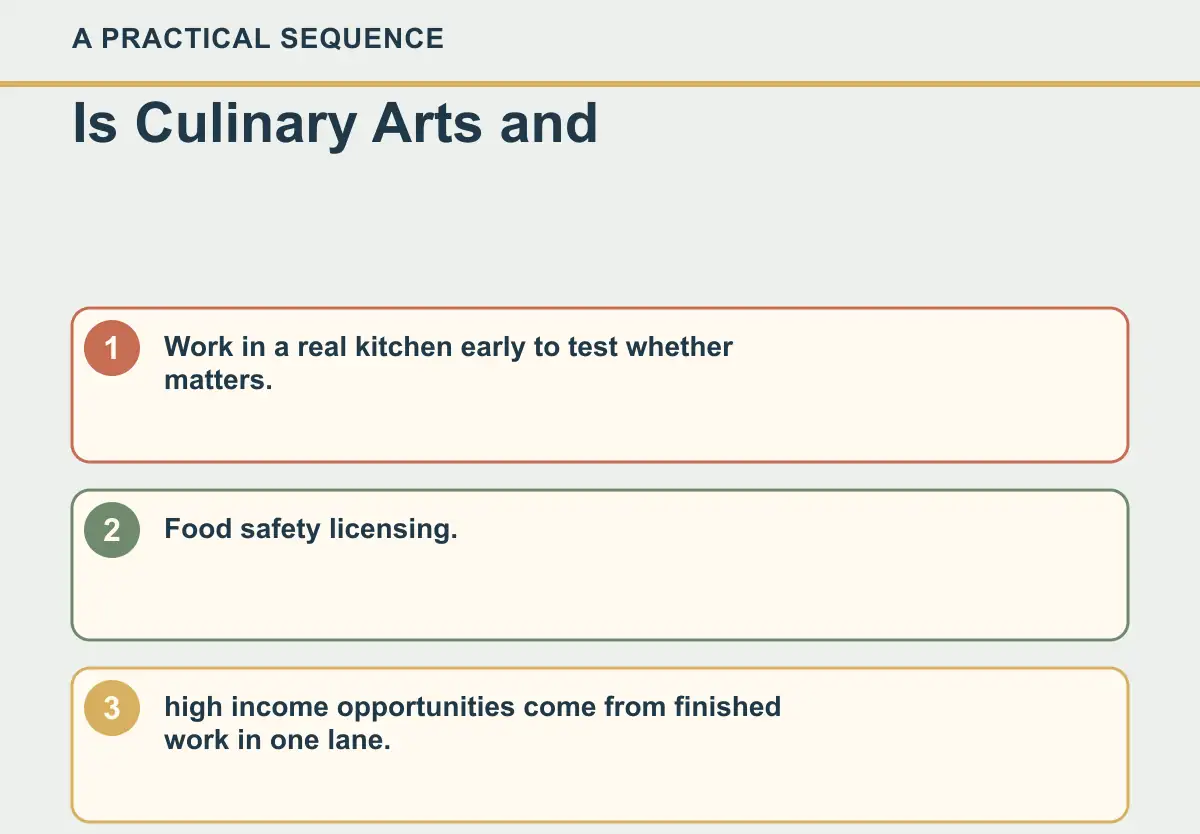 A PRACTICAL SEQUENCE
Is Culinary Arts and
1
Work in a real kitchen early to test whether
matters.
2
Food safety licensing.
3
high income opportunities come from finished
work in one lane.